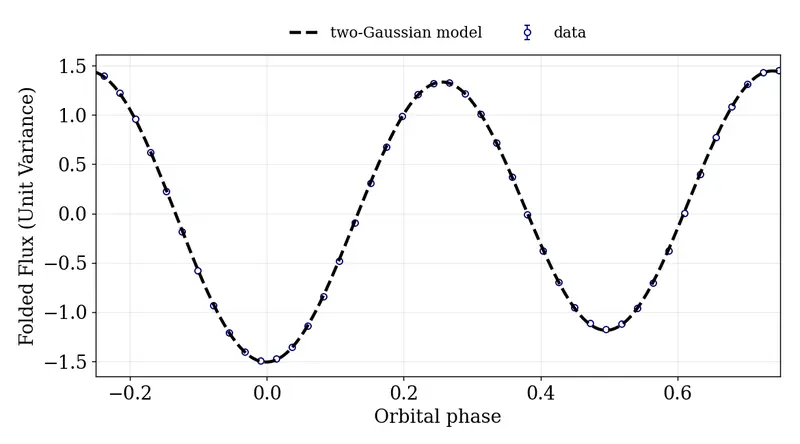 two-Gaussian model
data
Folded Flux (Unit Variance)
1.5
1.0
0.5
0.0
−0.5
−1.0
−1.5
−0.2 0.0 0.2 0.4 0.6
Orbital phase